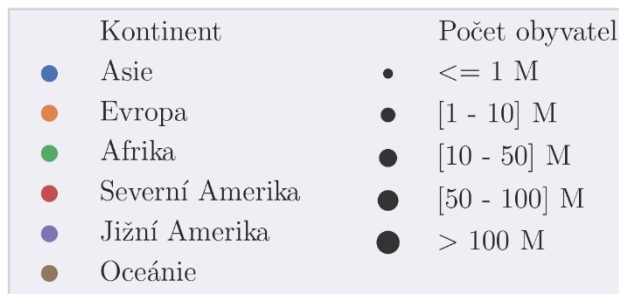 Kontinent
Asie
Evropa
Afrika
Severní Amerika
Jižní Amerika
Oceánie
Počet obyvatel
<= 1 M
[1 - 10] M
[10 - 50] M
[50 - 100] M
> 100 M